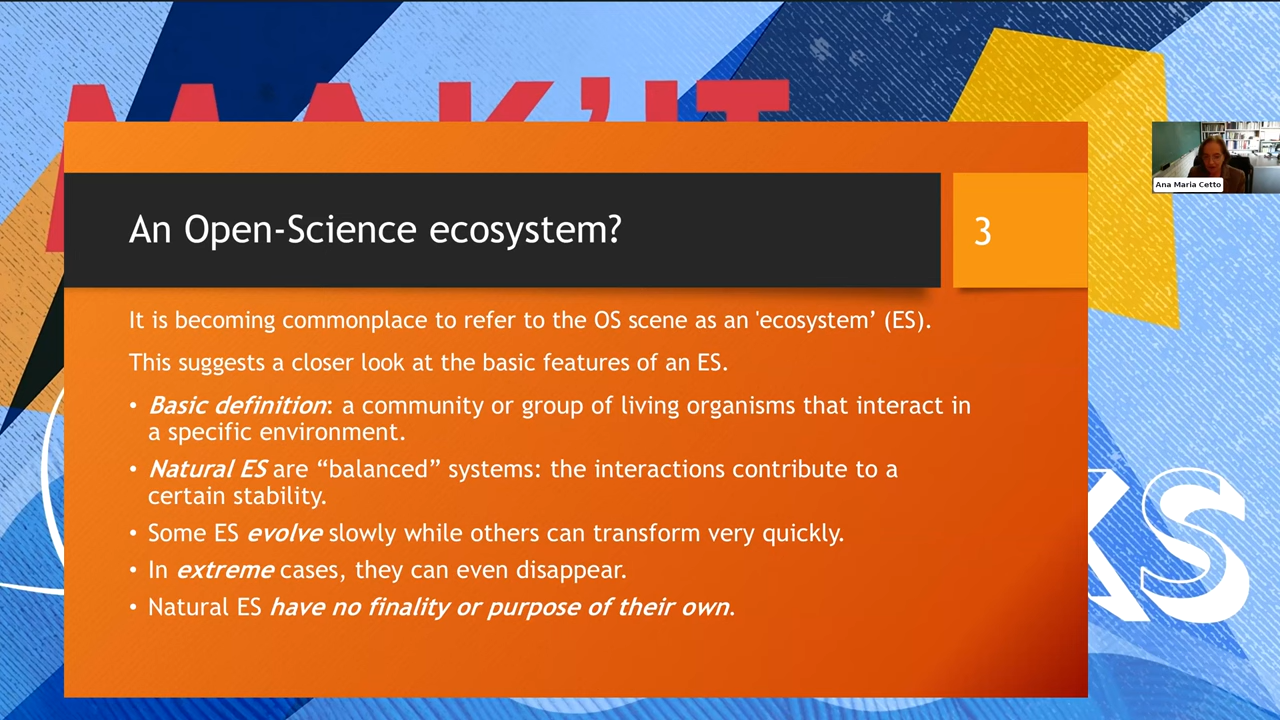 MAK'IT
An Open-Science ecosystem?
3
Ana Maria Cetto
It is becoming commonplace to refer to the OS scene as an 'ecosystem’ (ES).
This suggests a closer look at the basic features of an ES.
• Basic definition: a community or group of living organisms that interact in
a specific environment.
• Natural ES are “balanced” systems: the interactions contribute to a
certain stability.
• Some ES evolve slowly while others can transform very quickly.
• In extreme cases, they can even disappear.
• Natural ES have no finality or purpose of their own.